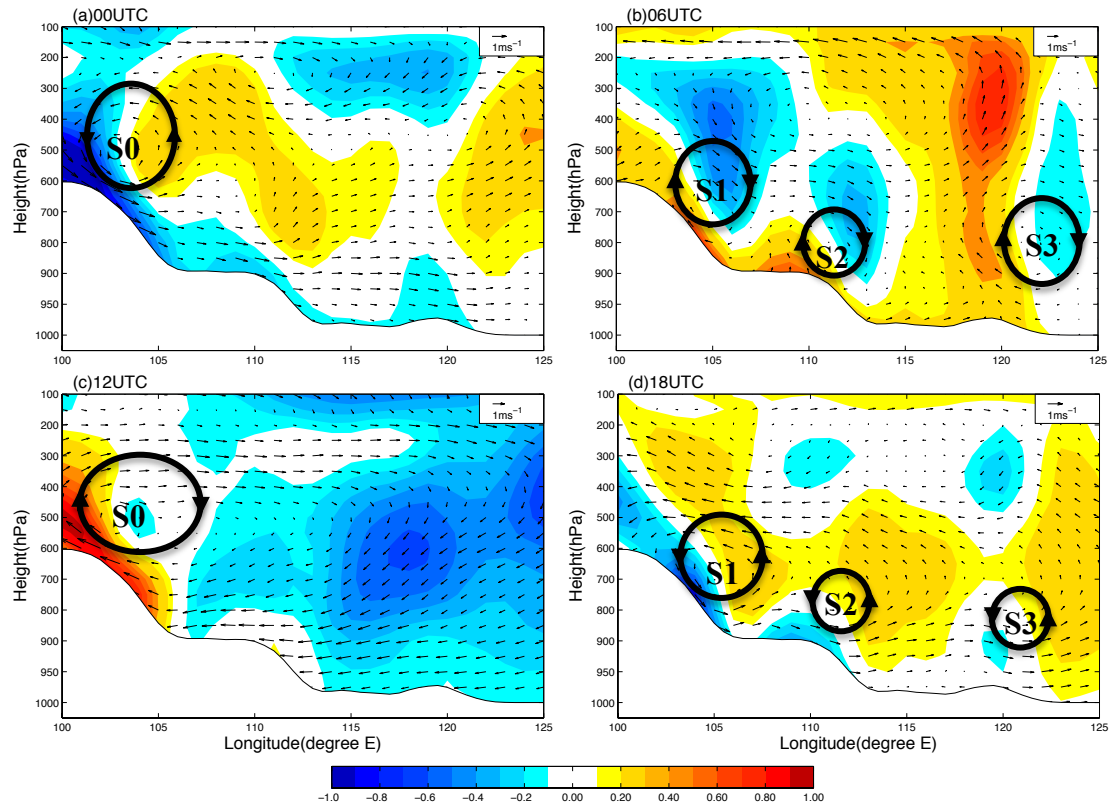 (a)00UTC
1ms⁻¹
Height(hPa)
100
200
300
400
500
600
700
800
900
950
1000
S0
100
105
110
115
120
125
(b)06UTC
1ms⁻¹
Height(hPa)
100
200
300
400
500
600
700
800
900
950
1000
S1
S2
S3
100
105
110
115
120
125
(c)12UTC
1ms⁻¹
Height(hPa)
100
200
300
400
500
600
700
800
900
950
1000
S0
100
105
110
115
120
125
Longitude(degree E)
(d)18UTC
1ms⁻¹
Height(hPa)
100
200
300
400
500
600
700
800
900
950
1000
S1
S2
S3
100
105
110
115
120
125
Longitude(degree E)
−1.0 −0.8 −0.6 −0.4 −0.2 0.00 0.20 0.40 0.60 0.80 1.00